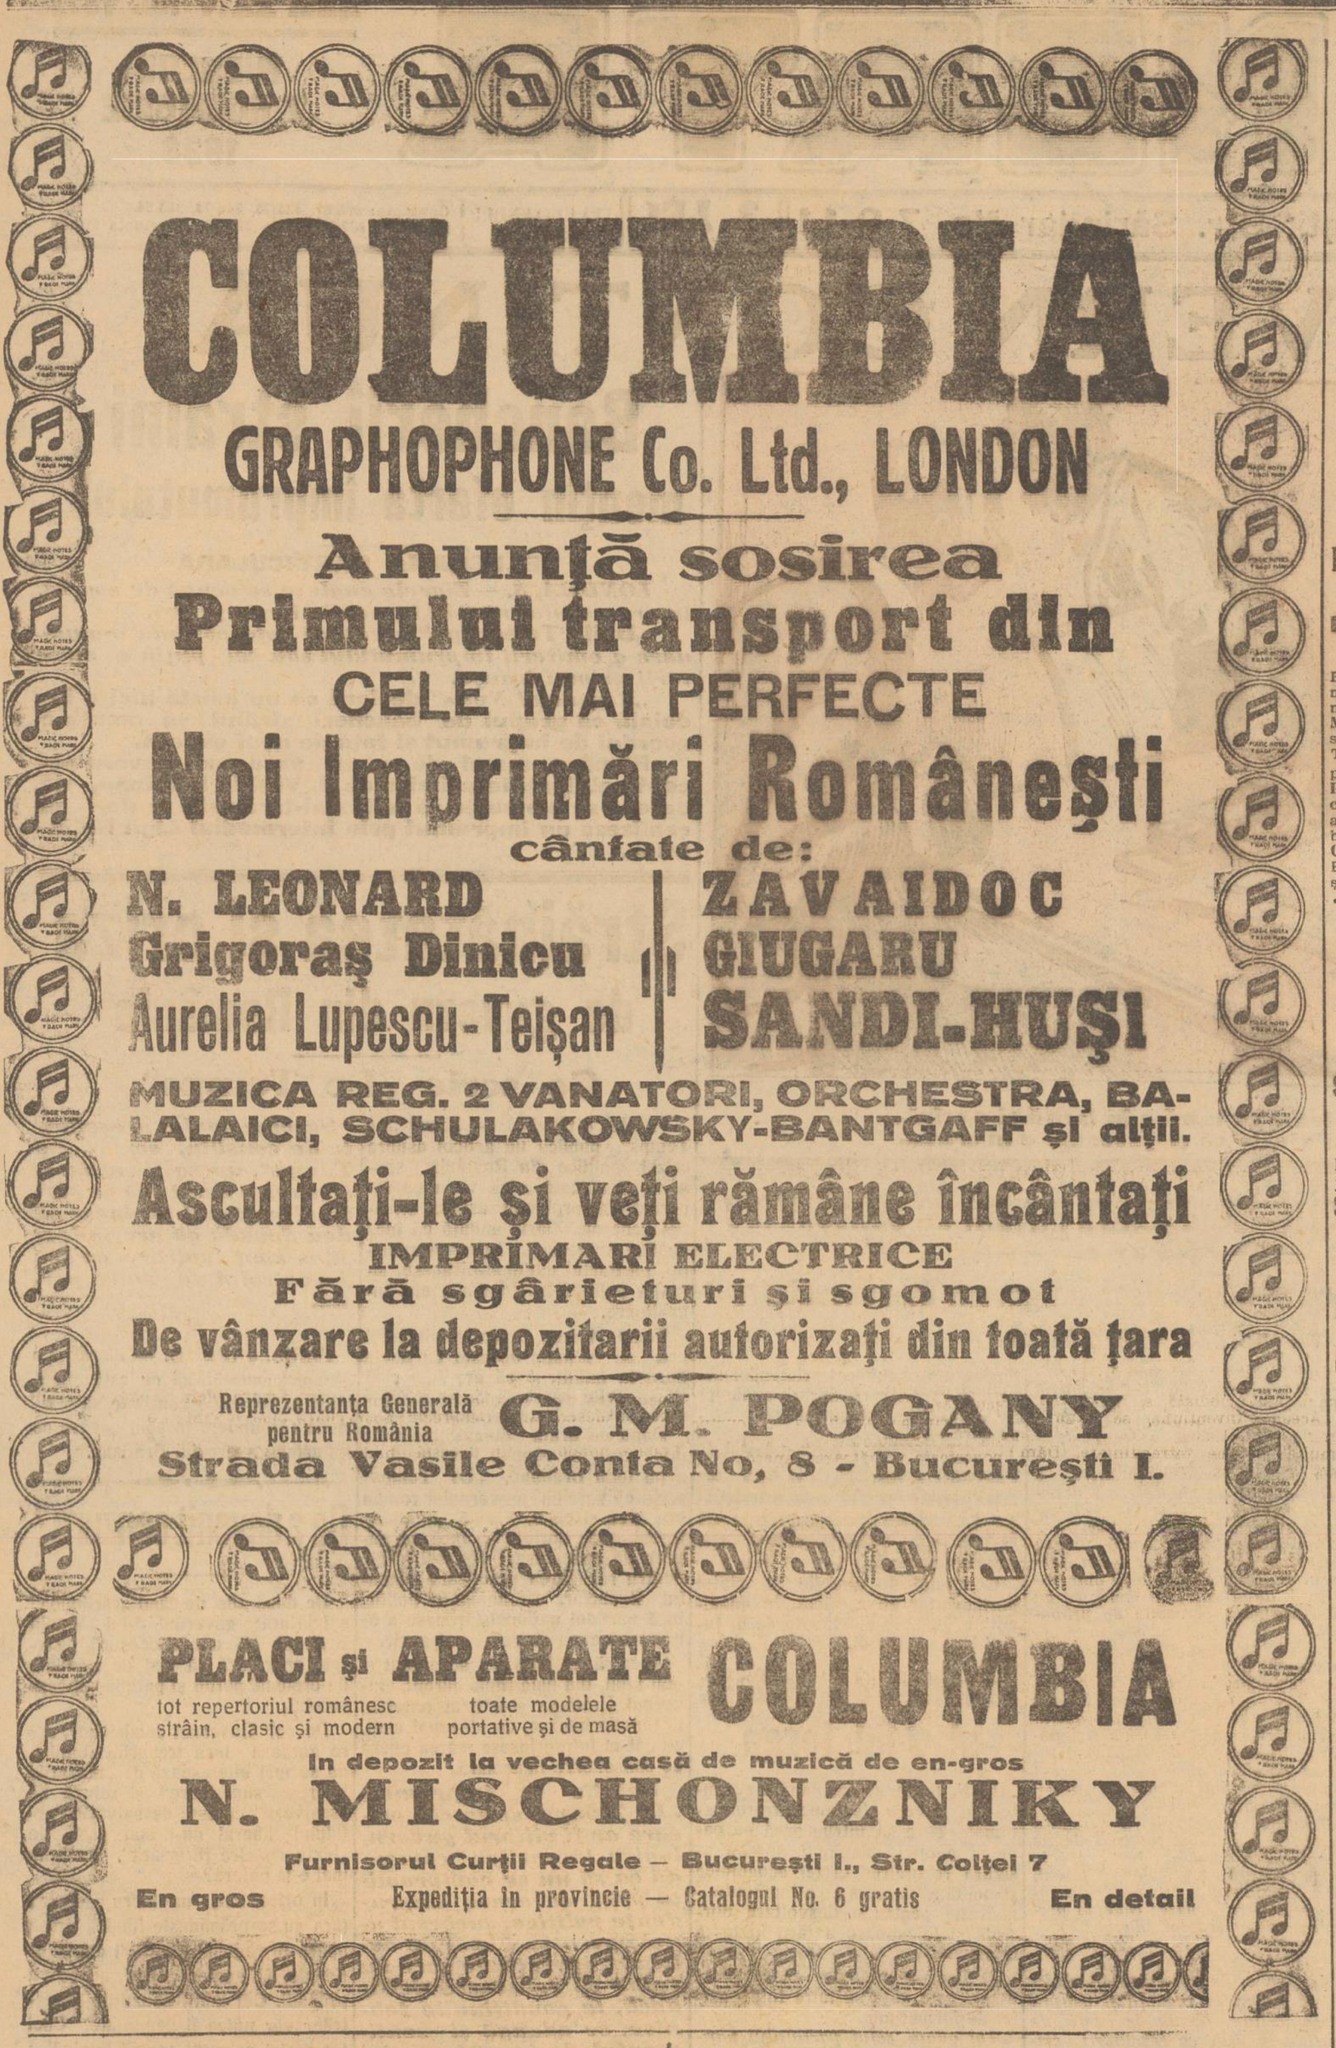 COLUMBIA
GRAPHOPHONE Co. Ltd., LONDON
Anunţă sosirea
Primului transport din
CELE MAI PERFECTE
Noi Imprimări Româneşti
cântate de:
N. LEONARD
Grigoraş Dinicu
Aurelia Lupescu-Teişan
ZAVAIDOC
GIUGARU
SANDI-HUŞI
MUZICA REG. 2 VANATORI, ORCHESTRA, BA-
LALAICI, SCHULAKOWSKY-BANTGAFF şi alţii.
Ascultaţi-le şi veţi rămâne încântaţi
IMPRIMARI ELECTRICE
Fără sgârieturi şi sgomot
De vânzare la depozitarii autorizaţi din toată ţara
Reprezentanţa Generală
pentru România
G. M. POGANY
Strada Vasile Conta No, 8 - Bucureşti I.
PLACI şi APARATE
COLUMBIA
tot repertoriul românesc
străin, clasic şi modern
toate modelele
portative şi de masă
In depozit la vechea casă de muzică de en-gros
N. MISCHONZNIKY
Furnisorul Curţii Regale — Bucureşti I., Str. Colţei 7
En gros
Expediţia în provincie — Catalogul No. 6 gratis
En detail
MAGIC NOTES
TRADE MARK